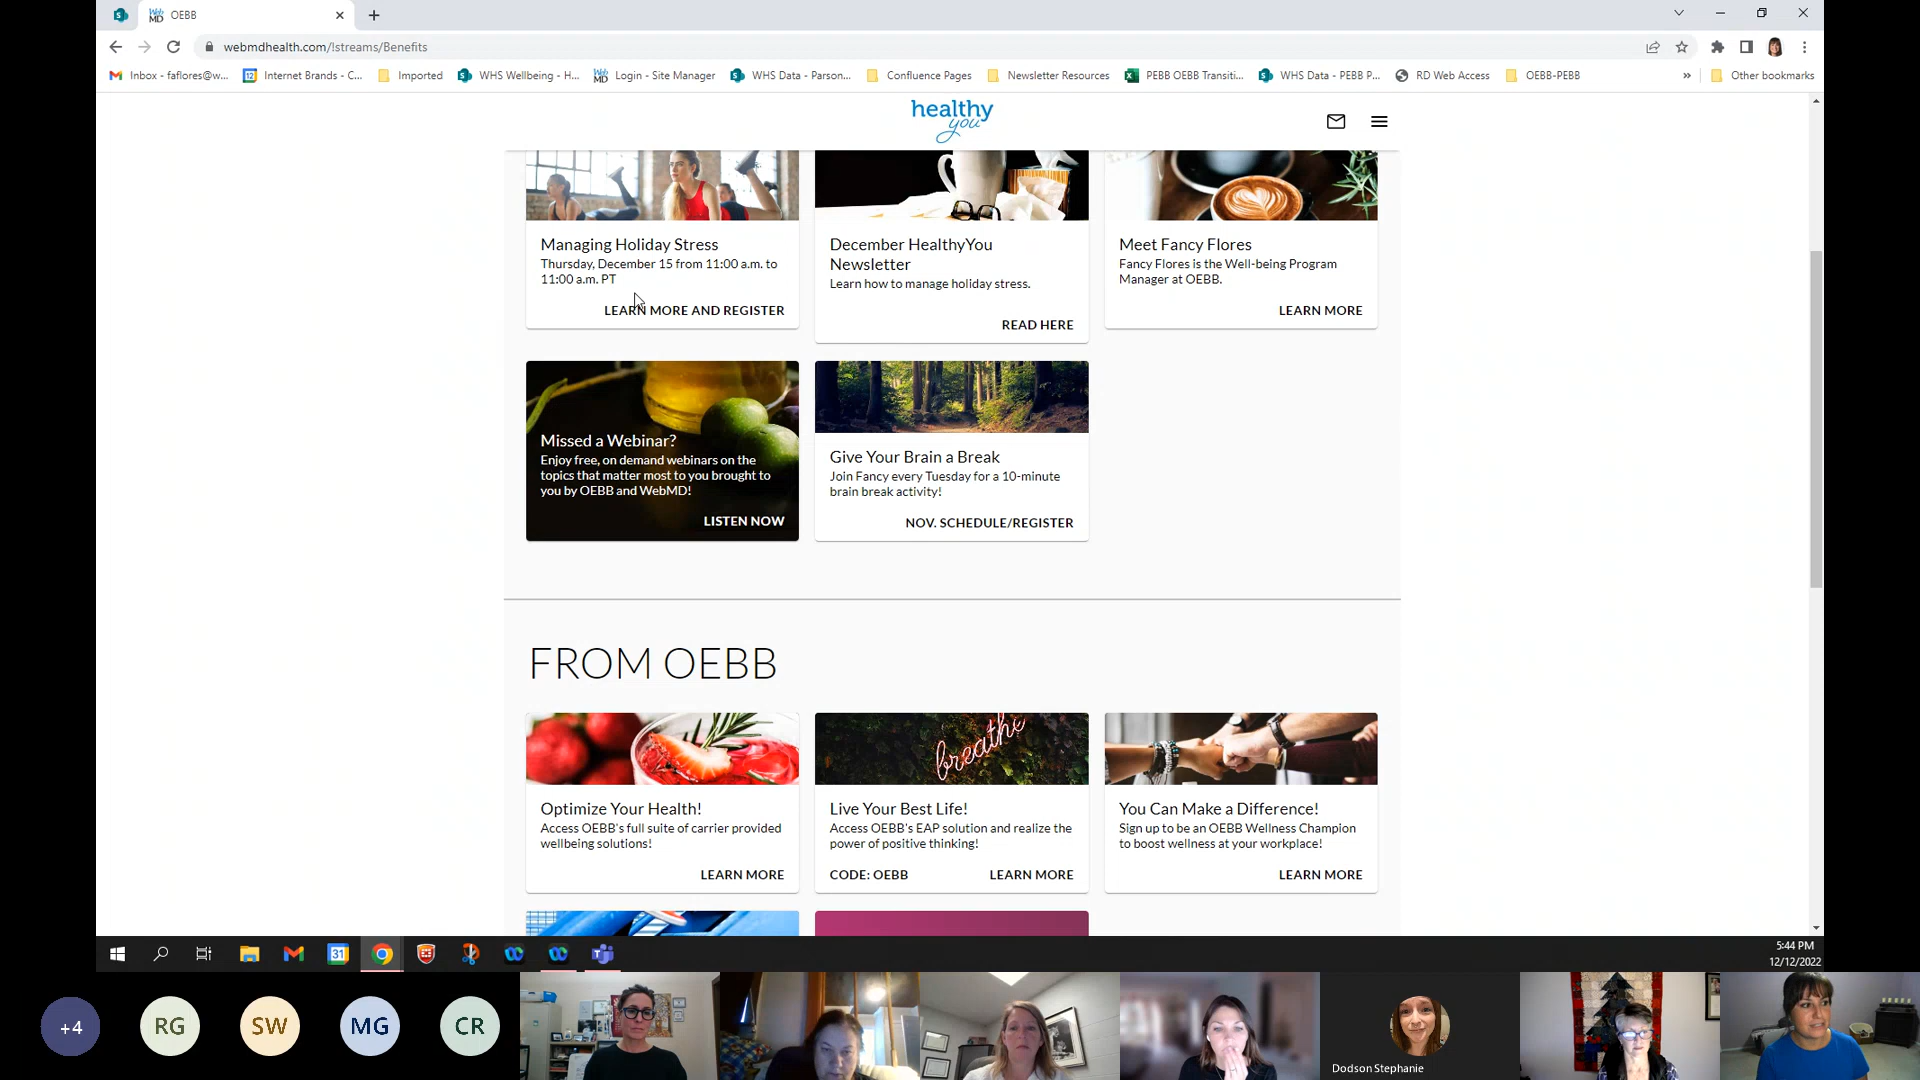 Web
MD
OEBB
webmdhealth.com/!streams/Benefits
Inbox - faflores@w...
12
Internet Brands - C...
Imported
WHS Wellbeing - H...
Web
MD
Login - Site Manager
WHS Data - Parson...
Confluence Pages
Newsletter Resources
PEBB OEBB Transiti...
WHS Data - PEBB P...
RD Web Access
OEBB-PEBB
»
Other bookmarks
healthy
you
Managing Holiday Stress
Thursday, December 15 from 11:00 a.m. to
11:00 a.m. PT
LEARN MORE AND REGISTER
December HealthyYou
Newsletter
Learn how to manage holiday stress.
READ HERE
Meet Fancy Flores
Fancy Flores is the Well-being Program
Manager at OEBB.
LEARN MORE
Missed a Webinar?
Enjoy free, on demand webinars on the
topics that matter most to you brought to
you by OEBB and WebMD!
LISTEN NOW
Give Your Brain a Break
Join Fancy every Tuesday for a 10-minute
brain break activity!
NOV. SCHEDULE/REGISTER
FROM OEBB
Optimize Your Health!
Access OEBB's full suite of carrier provided
wellbeing solutions!
LEARN MORE
breathe
Live Your Best Life!
Access OEBB's EAP solution and realize the
power of positive thinking!
CODE: OEBB LEARN MORE
You Can Make a Difference!
Sign up to be an OEBB Wellness Champion
to boost wellness at your workplace!
LEARN MORE
31
5:44 PM
12/12/2022
+4
RG
SW
MG
CR
Dodson Stephanie